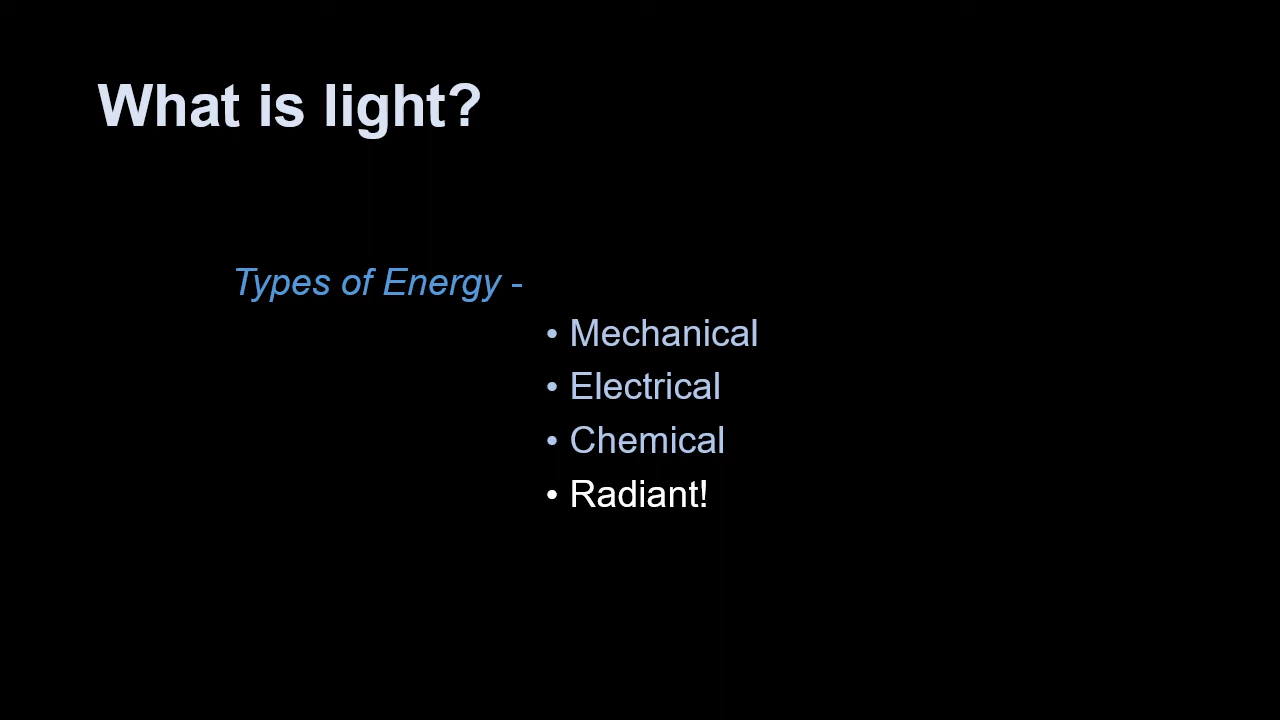 What is light?
Types of Energy -
• Mechanical
• Electrical
• Chemical
• Radiant!